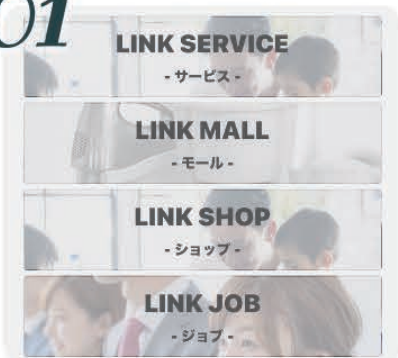 01
LINK SERVICE
- サービス -
LINK MALL
- モール -
LINK SHOP
- ショップ -
LINK JOB
- ジョブ -